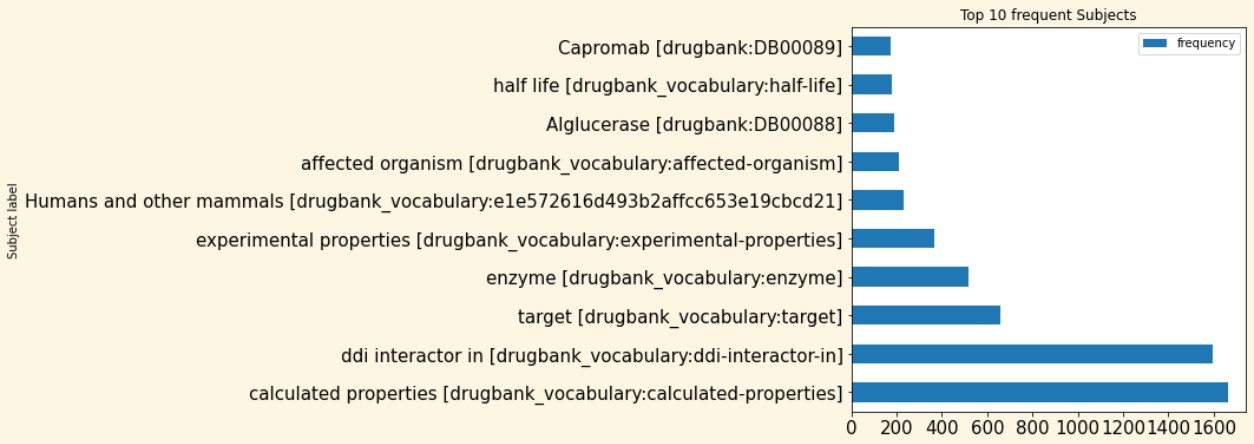 Top 10 frequent Subjects
frequency
Subject label
Capromab [drugbank:DB00089]
half life [drugbank_vocabulary:half-life]
Alglucerase [drugbank:DB00088]
affected organism [drugbank_vocabulary:affected-organism]
Humans and other mammals [drugbank_vocabulary:e1e572616d493b2affcc653e19cbcd21]
experimental properties [drugbank_vocabulary:experimental-properties]
enzyme [drugbank_vocabulary:enzyme]
target [drugbank_vocabulary:target]
ddi interactor in [drugbank_vocabulary:ddi-interactor-in]
calculated properties [drugbank_vocabulary:calculated-properties]
0 200 400 600 800 1000 1200 1400 1600